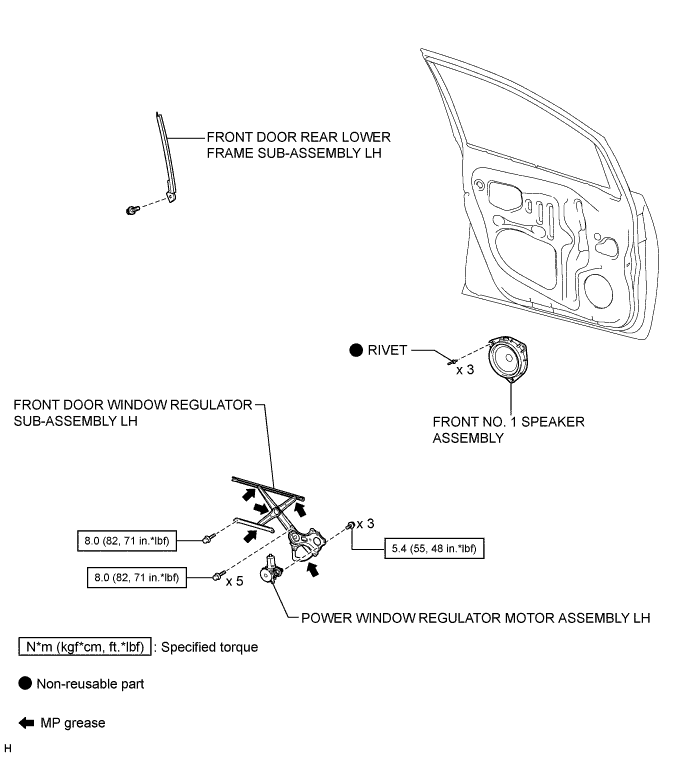 FRONT DOOR REAR LOWER
FRAME SUB-ASSEMBLY LH
RIVET
x 3
FRONT DOOR WINDOW REGULATOR
SUB-ASSEMBLY LH
FRONT NO. 1 SPEAKER
ASSEMBLY
x 3
8.0 (82, 71 in.*lbf)
5.4 (55, 48 in.*lbf)
8.0 (82, 71 in.*lbf)
x 5
POWER WINDOW REGULATOR MOTOR ASSEMBLY LH
N*m (kgf*cm, ft.*lbf) : Specified torque
Non-reusable part
MP grease
H